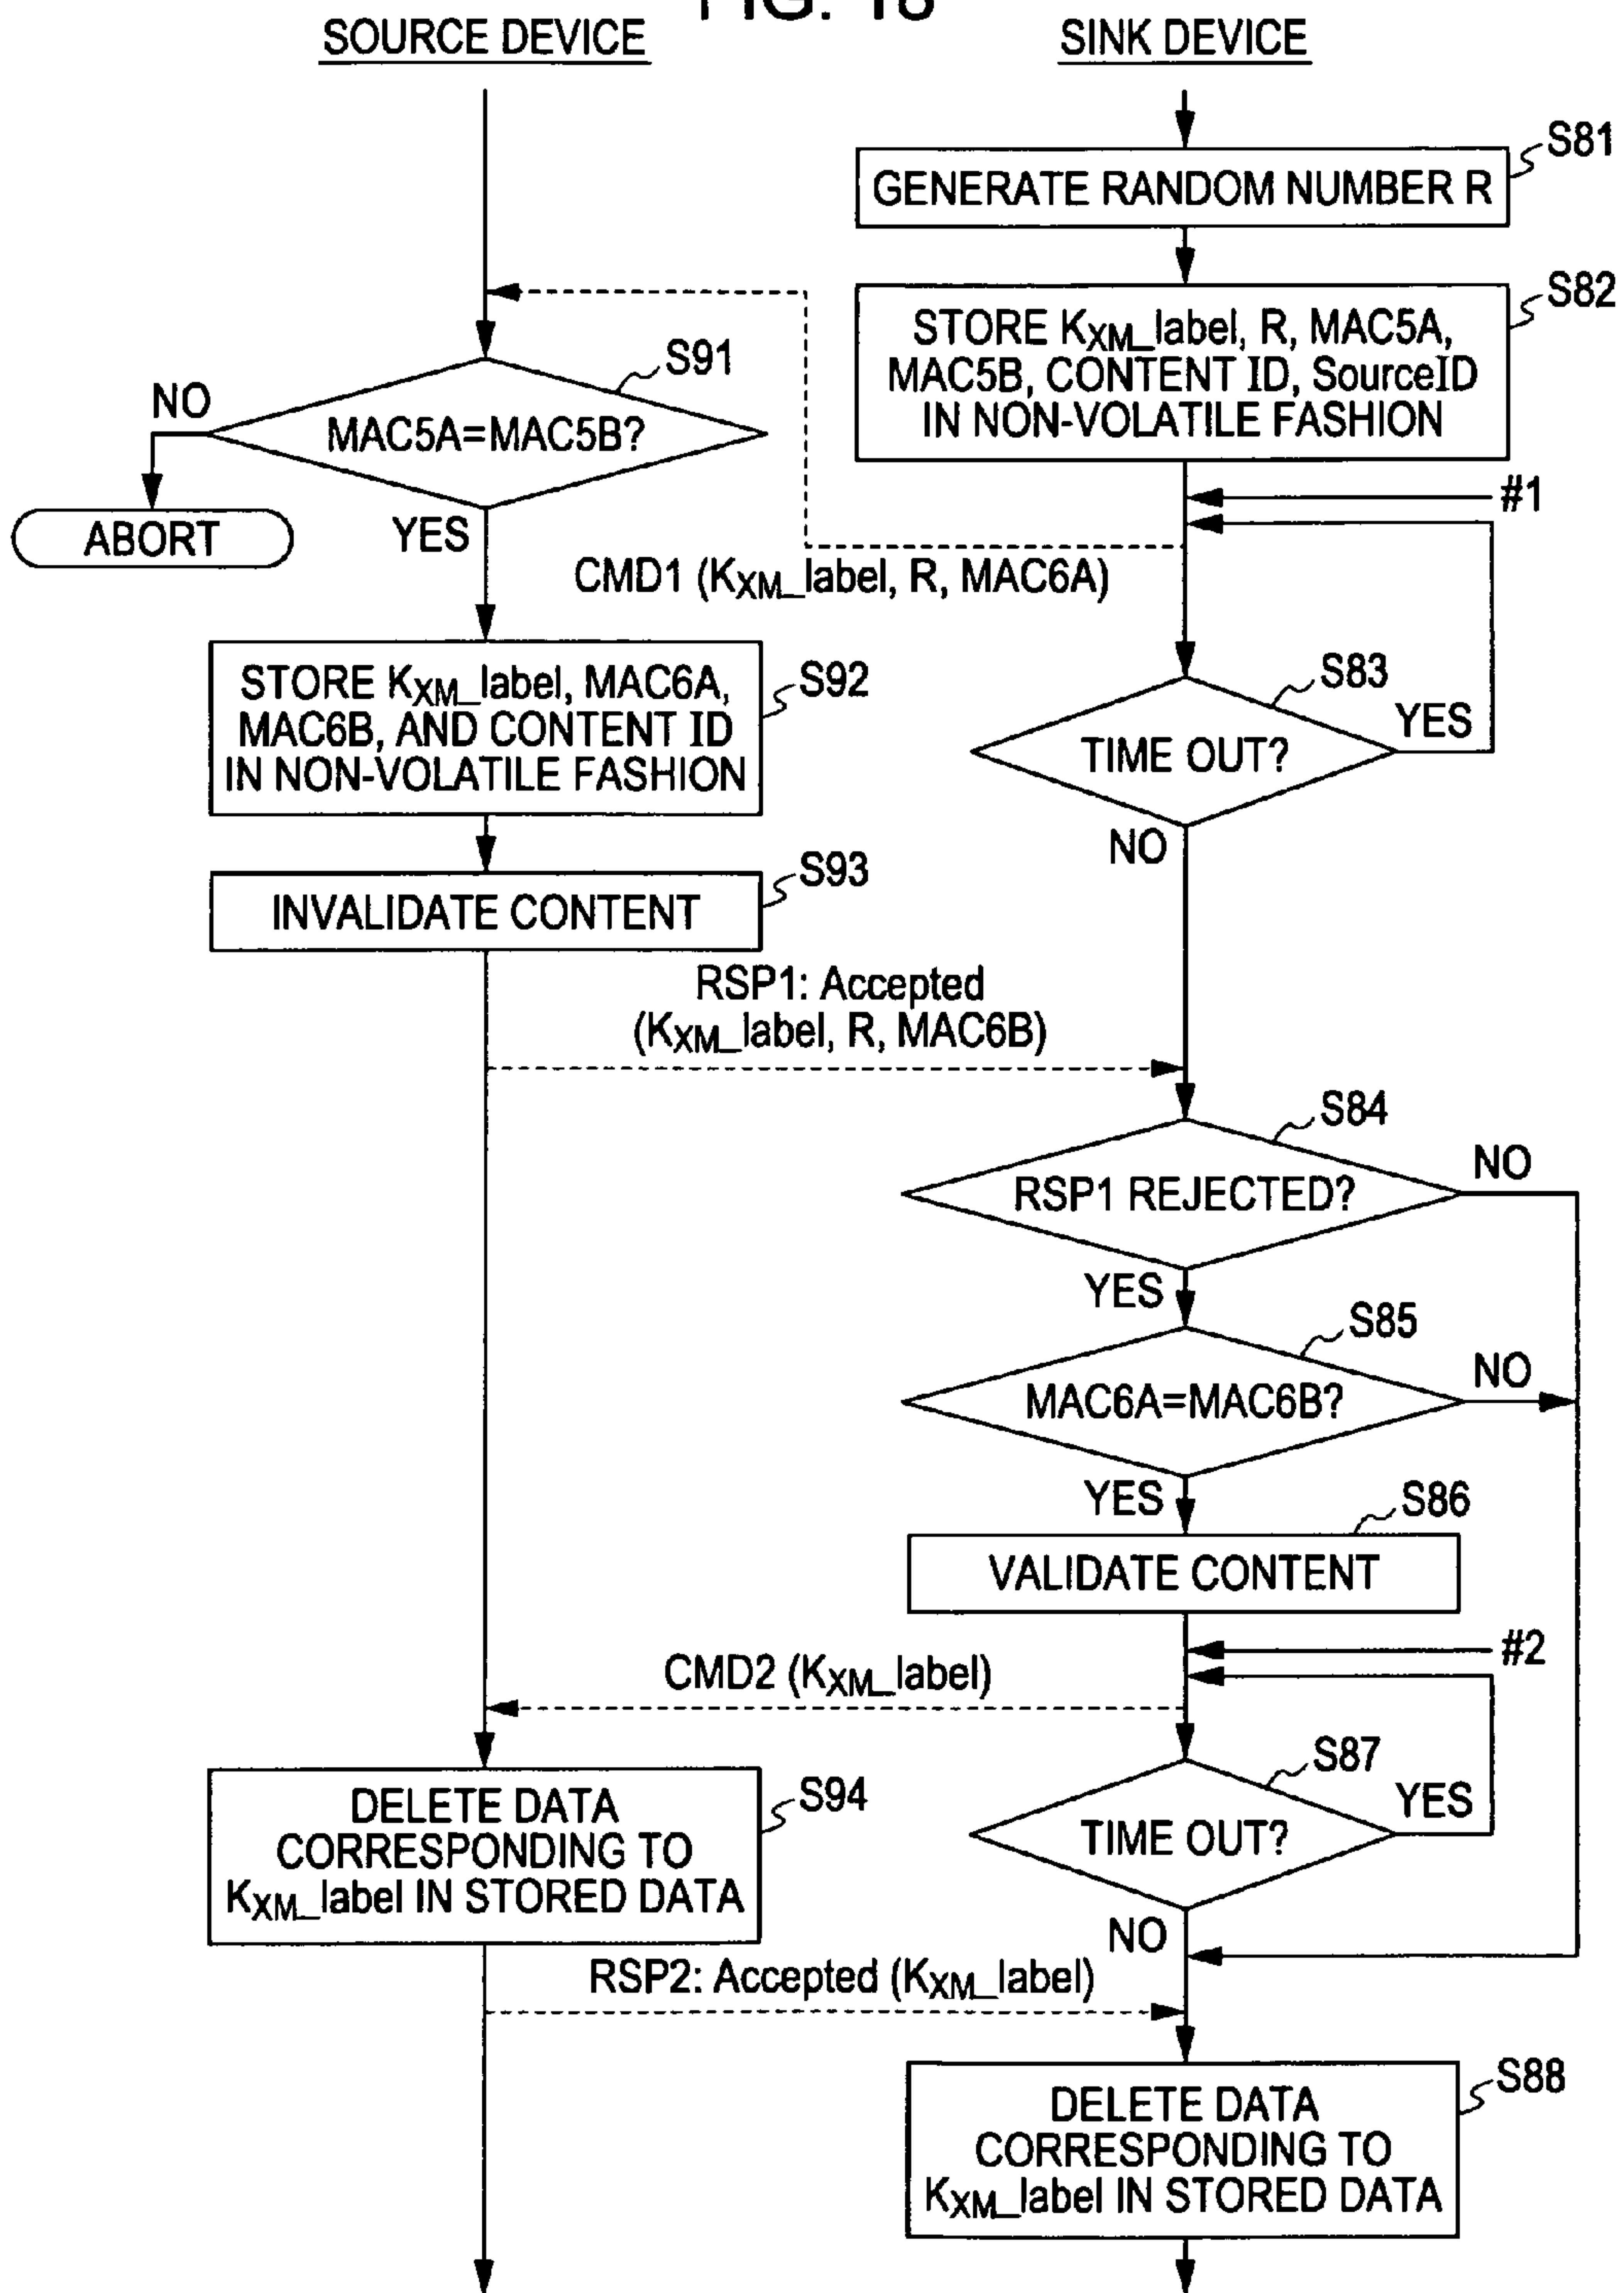 SOURCE DEVICE
SINK DEVICE
S81
GENERATE RANDOM NUMBER R
S82
STORE KXM_label, R, MAC5A,
MAC5B, CONTENT ID, SourceID
IN NON-VOLATILE FASHION
S91
NO
MAC5A=MAC5B?
#1
ABORT
YES
CMD1 (KXM_label, R, MAC6A)
S92
STORE KXM_label, MAC6A,
MAC6B, AND CONTENT ID
IN NON-VOLATILE FASHION
S83
YES
TIME OUT?
NO
S93
INVALIDATE CONTENT
RSP1: Accepted
(KXM_label, R, MAC6B)
S84
NO
RSP1 REJECTED?
YES
S85
NO
MAC6A=MAC6B?
YES
S86
VALIDATE CONTENT
#2
CMD2 (KXM_label)
S87
YES
TIME OUT?
NO
S94
DELETE DATA
CORRESPONDING TO
KXM_label IN STORED DATA
RSP2: Accepted (KXM_label)
S88
DELETE DATA
CORRESPONDING TO
KXM_label IN STORED DATA